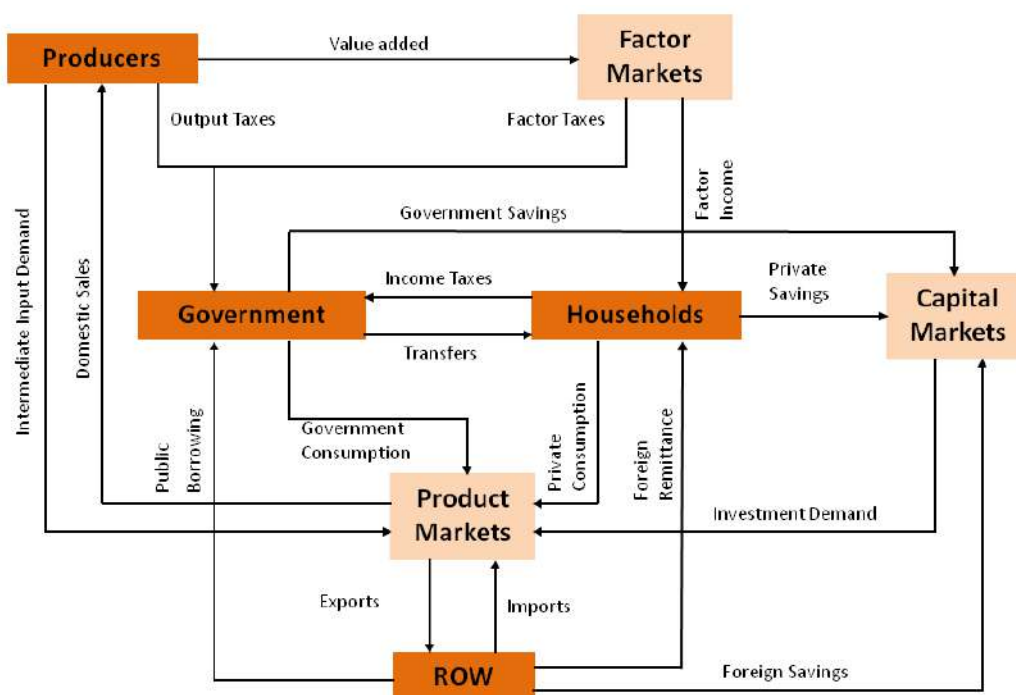 Producers
Value added
Factor
Markets
Output Taxes
Factor Taxes
Factor
Income
Government Savings
Intermediate Input Demand
Domestic Sales
Income Taxes
Private
Savings
Government
Households
Capital
Markets
Transfers
Public
Borrowing
Government
Consumption
Private
Consumption
Foreign
Remittance
Product
Markets
Investment Demand
Exports
Imports
ROW
Foreign Savings